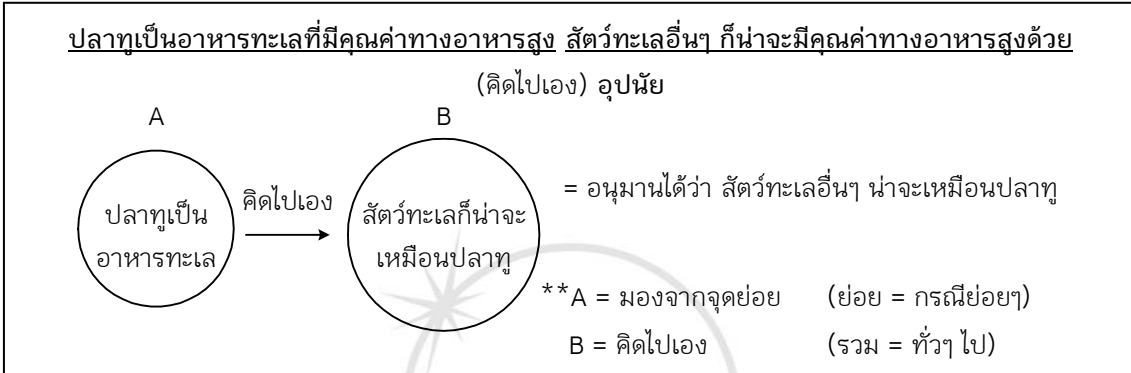 ปลาทูเป็นอาหารทะเลที่มีคุณค่าทางอาหารสูง สัตว์ทะเลอื่นๆ ก็น่าจะมีคุณค่าทางอาหารสูงด้วย
(คิดไปเอง) อุปนัย
A B
ปลาทูเป็น
อาหารทะเล
คิดไปเอง
สัตว์ทะเลก็น่าจะ
เหมือนปลาทู
= อนุมานได้ว่า สัตว์ทะเลอื่นๆ น่าจะเหมือนปลาทู
**A = มองจากจุดย่อย (ย่อย = กรณีย่อยๆ)
B = คิดไปเอง (รวม = ทั่วๆ ไป)